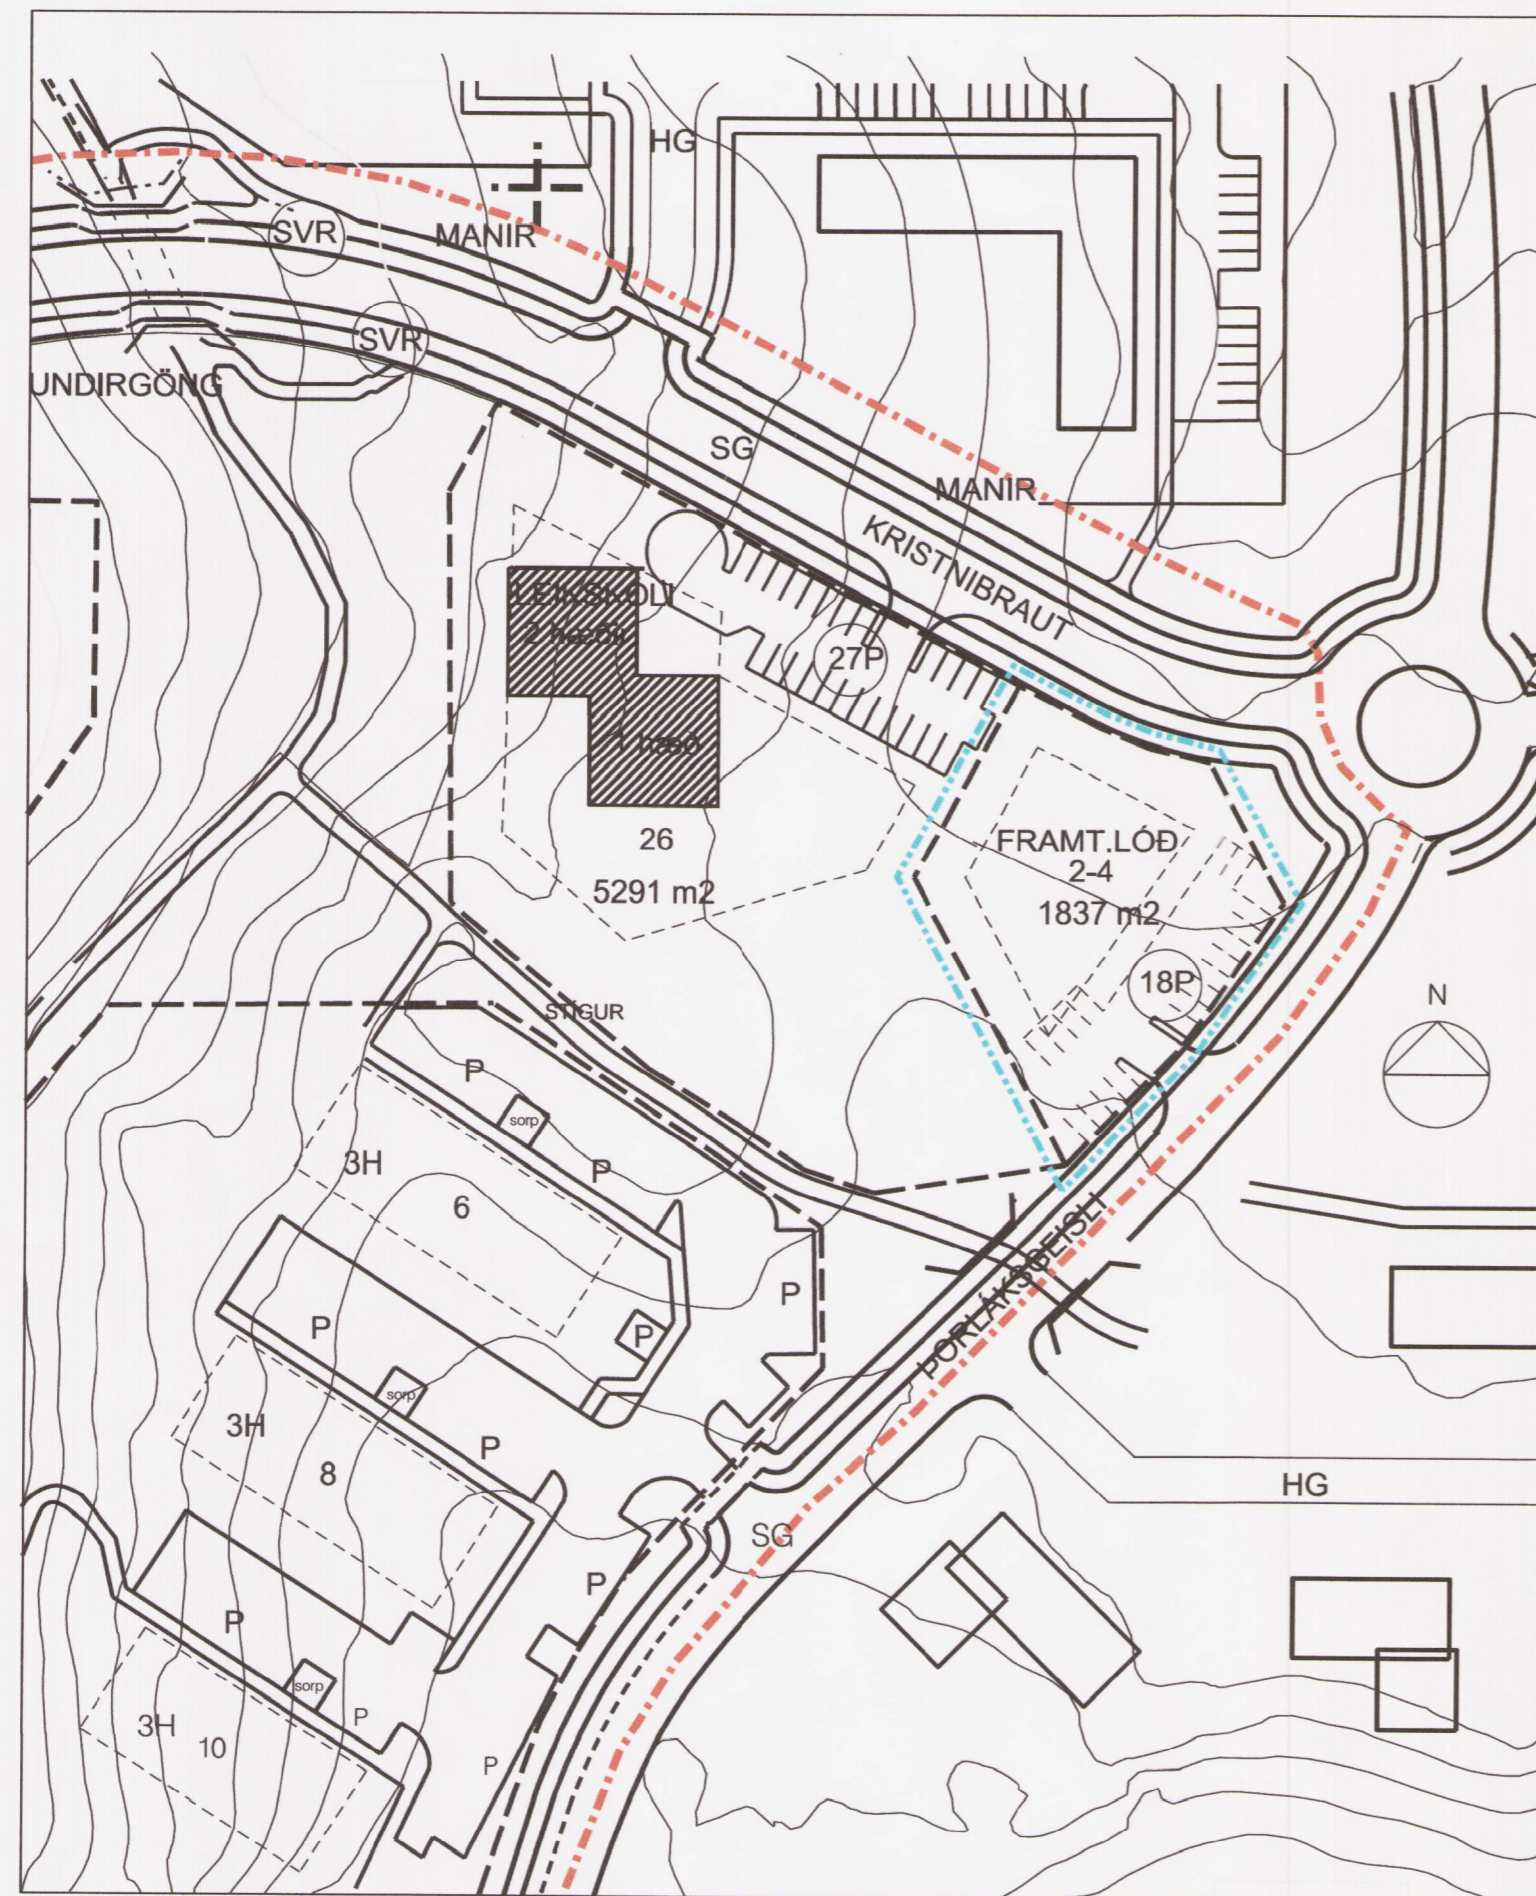 HG
SVR
MANIR
SVR
UNDIRGÖNG
SG
MANIR
KRISTNIBRAUT
LEIKSKÓLI
2 hæðir
27P
1 hæð
26
5291 m2
FRAMT.LÓÐ
2-4
1837 m2
18P
N
STÍGUR
P
sorp
P
3H
6
P
P
P
ÞORLÁKSGEISLI
sorp
3H
P
8
HG
SG
P
P
sorp
P
3H
10
P